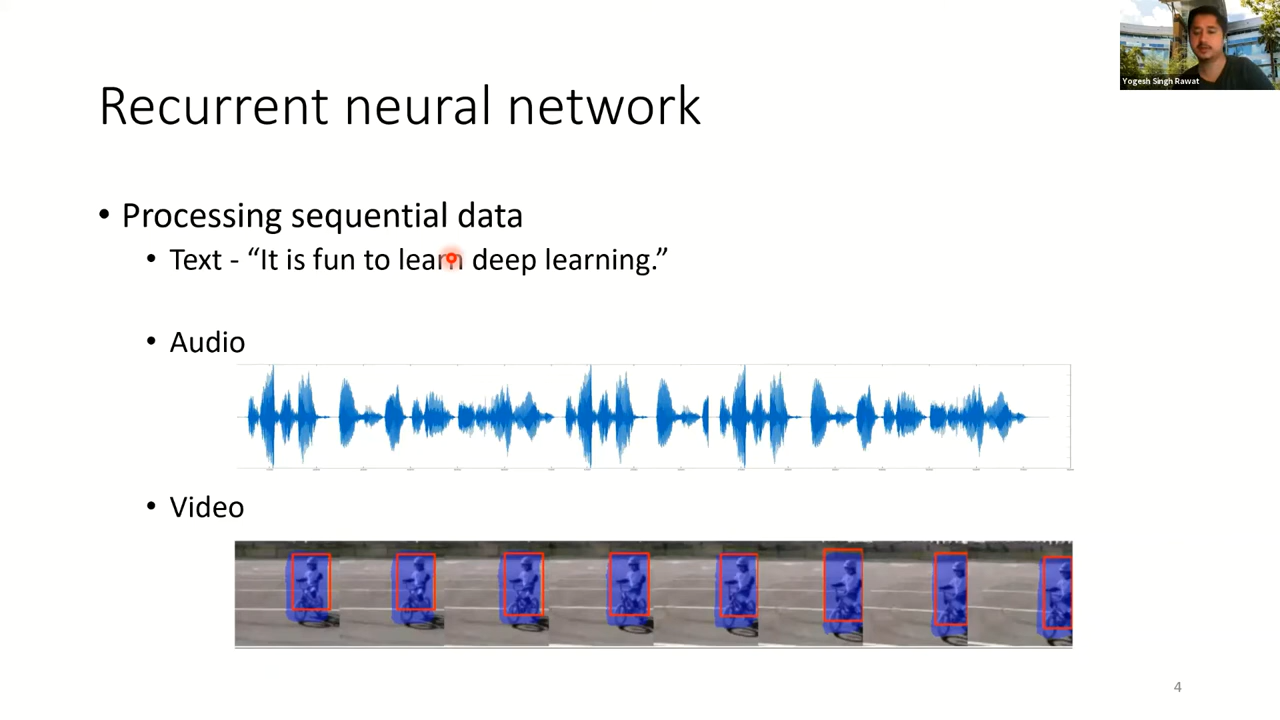 Yogesh Singh Rawat
Recurrent neural network
• Processing sequential data
• Text - “It is fun to learn deep learning.”
• Audio
• Video
4